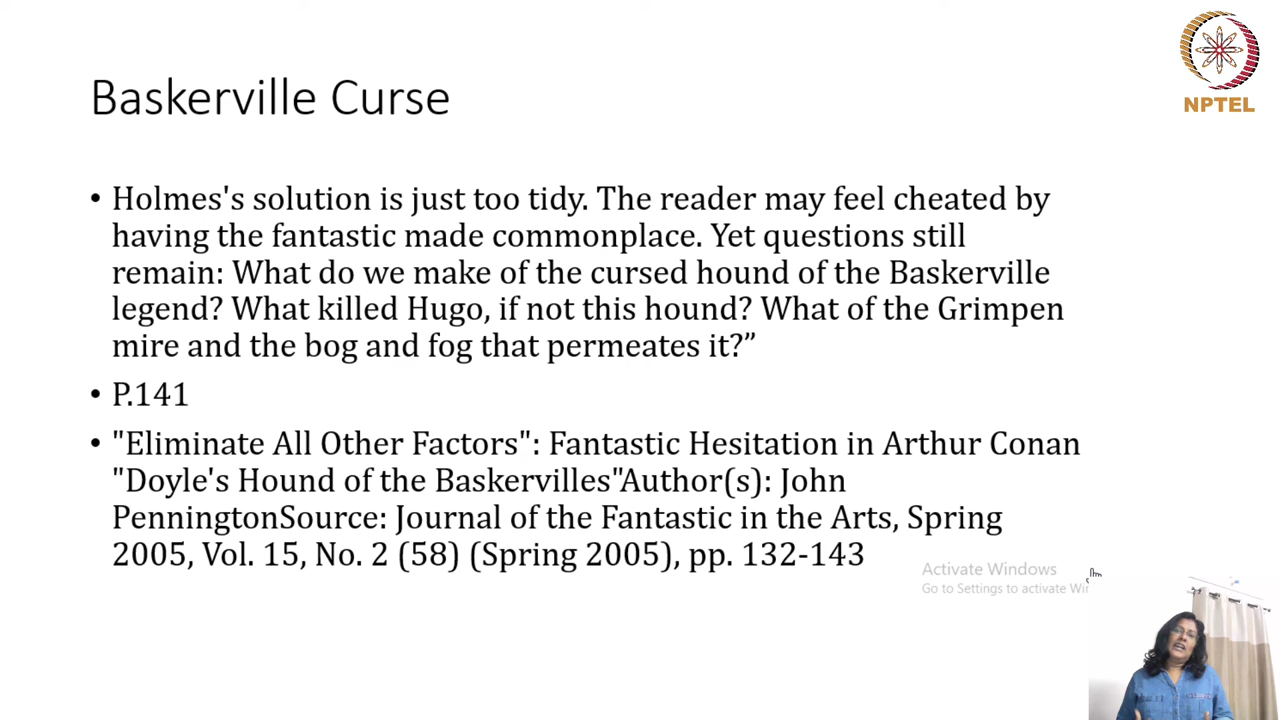 NPTEL
Baskerville Curse
• Holmes's solution is just too tidy. The reader may feel cheated by
having the fantastic made commonplace. Yet questions still
remain: What do we make of the cursed hound of the Baskerville
legend? What killed Hugo, if not this hound? What of the Grimpen
mire and the bog and fog that permeates it?”
• P.141
• "Eliminate All Other Factors": Fantastic Hesitation in Arthur Conan
"Doyle's Hound of the Baskervilles"Author(s): John
PenningtonSource: Journal of the Fantastic in the Arts, Spring
2005, Vol. 15, No. 2 (58) (Spring 2005), pp. 132-143
Activate Windows
Go to Settings to activate